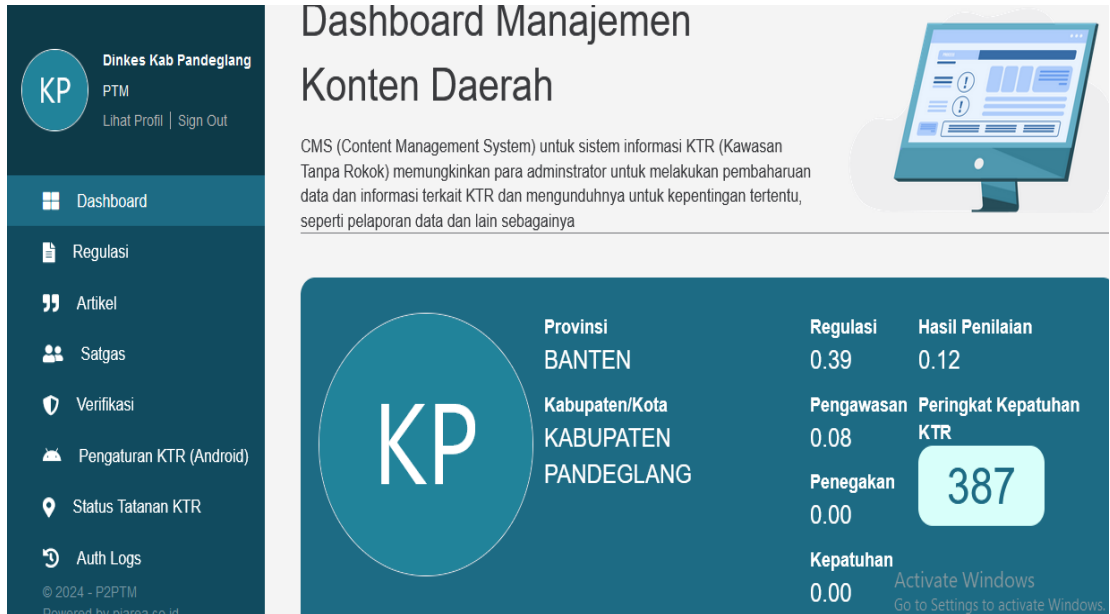 KP
Dinkes Kab Pandeglang
PTM
Lihat Profil | Sign Out
Dashboard
Regulasi
Artikel
Satgas
Verifikasi
Pengaturan KTR (Android)
Status Tatanan KTR
Auth Logs
© 2024 - P2PTM
Powered by piarea.co.id
Dashboard Manajemen
Konten Daerah
CMS (Content Management System) untuk sistem informasi KTR (Kawasan
Tanpa Rokok) memungkinkan para adminstrator untuk melakukan pembaharuan
data dan informasi terkait KTR dan mengunduhnya untuk kepentingan tertentu,
seperti pelaporan data dan lain sebagainya
KP
Provinsi
BANTEN
Kabupaten/Kota
KABUPATEN
PANDEGLANG
Regulasi
0.39
Pengawasan
0.08
Penegakan
0.00
Kepatuhan
0.00
Hasil Penilaian
0.12
Peringkat Kepatuhan
KTR
387
Activate Windows
Go to Settings to activate Windows.